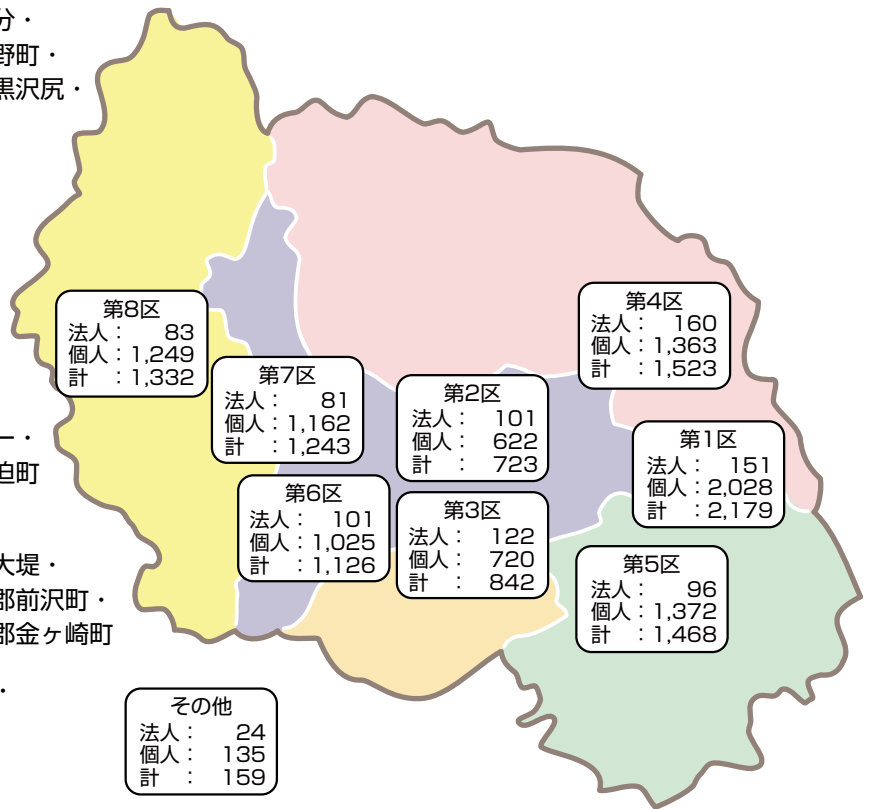 分・
野町・
黒沢尻・
一・
迫町
大堤・
郡前沢町・
郡金ヶ崎町
・
第8区
法人： 83
個人：1,249
計 ：1,332
第7区
法人： 81
個人：1,162
計 ：1,243
第2区
法人： 101
個人： 622
計 ： 723
第4区
法人： 160
個人：1,363
計 ：1,523
第1区
法人： 151
個人：2,028
計 ：2,179
第6区
法人： 101
個人：1,025
計 ：1,126
第3区
法人： 122
個人： 720
計 ： 842
第5区
法人： 96
個人：1,372
計 ：1,468
その他
法人： 24
個人： 135
計 ： 159